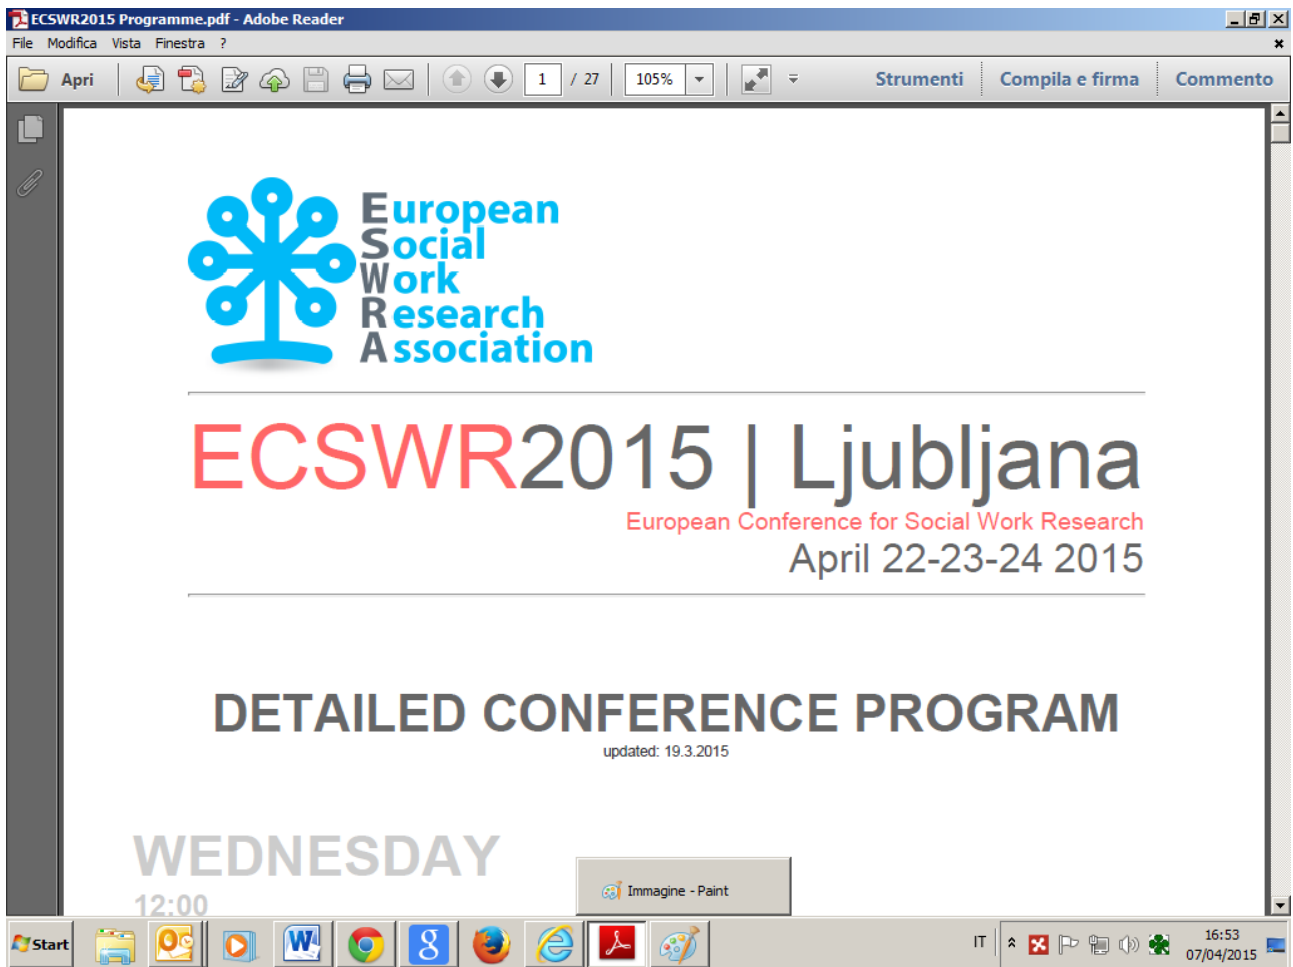 ECSWR2015 Programme.pdf - Adobe Reader
File Modifica Vista Finestra ?
Apri 1 / 27 105% Strumenti Compila e firma Commento
European
Social
Work
Research
Association
ECSWR2015 | Ljubljana
European Conference for Social Work Research
April 22-23-24 2015
DETAILED CONFERENCE PROGRAM
updated: 19.3.2015
WEDNESDAY
12:00
Immagine - Paint
Start IT 16:53
07/04/2015